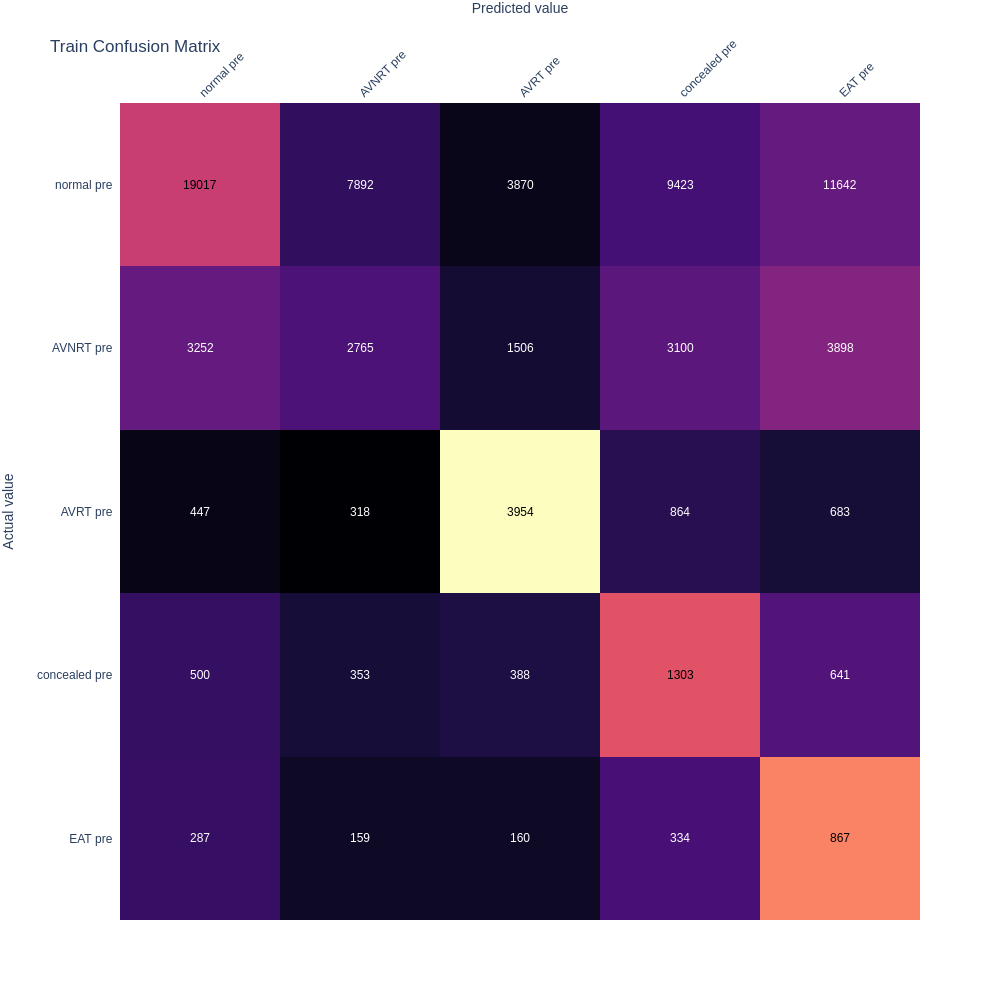 Predicted value
Train Confusion Matrix
normal pre AVNRT pre AVRT pre concealed pre EAT pre
normal pre 19017 7892 3870 9423 11642
AVNRT pre 3252 2765 1506 3100 3898
Actual value
AVRT pre 447 318 3954 864 683
concealed pre 500 353 388 1303 641
EAT pre 287 159 160 334 867